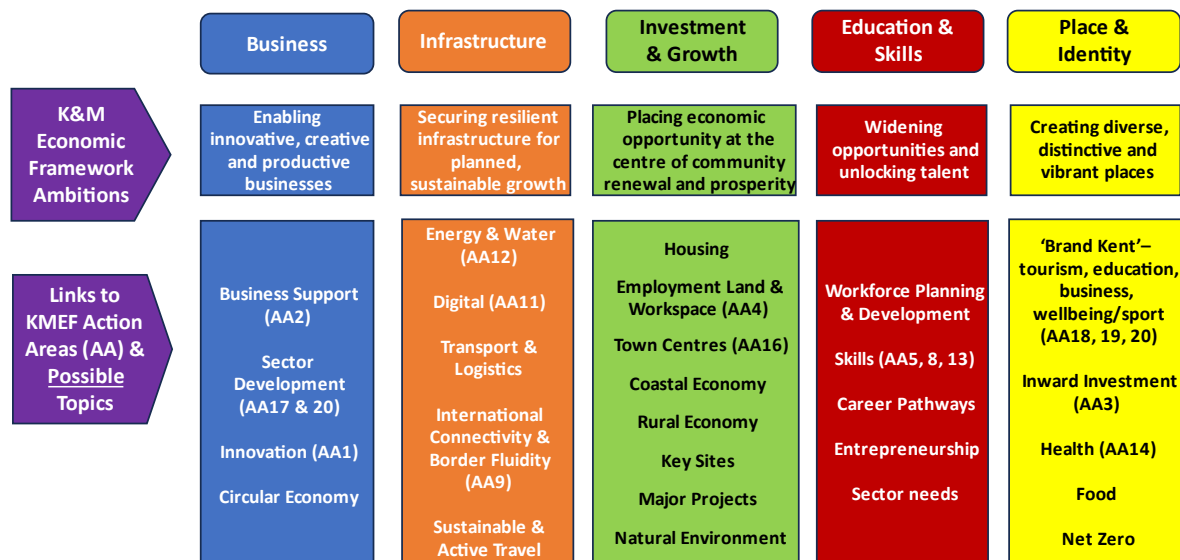 Business
Infrastructure
Investment
& Growth
Education &
Skills
Place &
Identity
K&M
Economic
Framework
Ambitions
Enabling
innovative, creative
and productive
businesses
Securing resilient
infrastructure for
planned,
sustainable growth
Placing economic
opportunity at the
centre of community
renewal and prosperity
Widening
opportunities and
unlocking talent
Creating diverse,
distinctive and
vibrant places
Links to
KMEF Action
Areas (AA) &
Possible
Topics
Business Support
(AA2)
Sector
Development
(AA17 & 20)
Innovation (AA1)
Circular Economy
Energy & Water
(AA12)
Digital (AA11)
Transport &
Logistics
International
Connectivity &
Border Fluidity
(AA9)
Sustainable &
Active Travel
Housing
Employment Land &
Workspace (AA4)
Town Centres (AA16)
Coastal Economy
Rural Economy
Key Sites
Major Projects
Natural Environment
Workforce Planning
& Development
Skills (AA5, 8, 13)
Career Pathways
Entrepreneurship
Sector needs
‘Brand Kent’–
tourism, education,
business,
wellbeing/sport
(AA18, 19, 20)
Inward Investment
(AA3)
Health (AA14)
Food
Net Zero